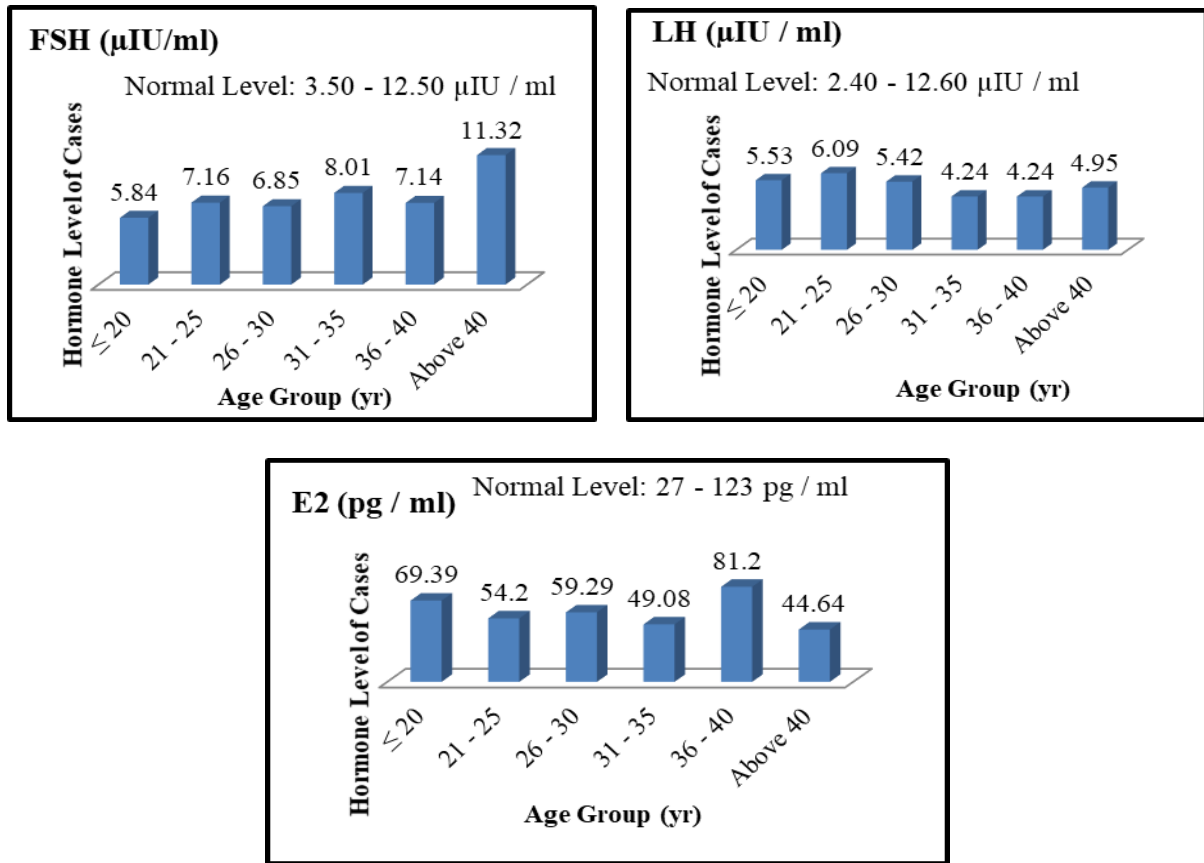 FSH (µIU/ml)
Normal Level: 3.50 - 12.50 µIU / ml
Hormone Level of Cases
5.84
7.16
6.85
8.01
7.14
11.32
≤ 20
21 - 25
26 - 30
31 - 35
36 - 40
Above 40
Age Group (yr)
LH (µIU / ml)
Normal Level: 2.40 - 12.60 µIU / ml
Hormone Level of Cases
5.53
6.09
5.42
4.24
4.24
4.95
≤ 20
21 - 25
26 - 30
31 - 35
36 - 40
Above 40
Age Group (yr)
E2 (pg / ml)
Normal Level: 27 - 123 pg / ml
Hormone Level of Cases
69.39
54.2
59.29
49.08
81.2
44.64
≤ 20
21 - 25
26 - 30
31 - 35
36 - 40
Above 40
Age Group (yr)